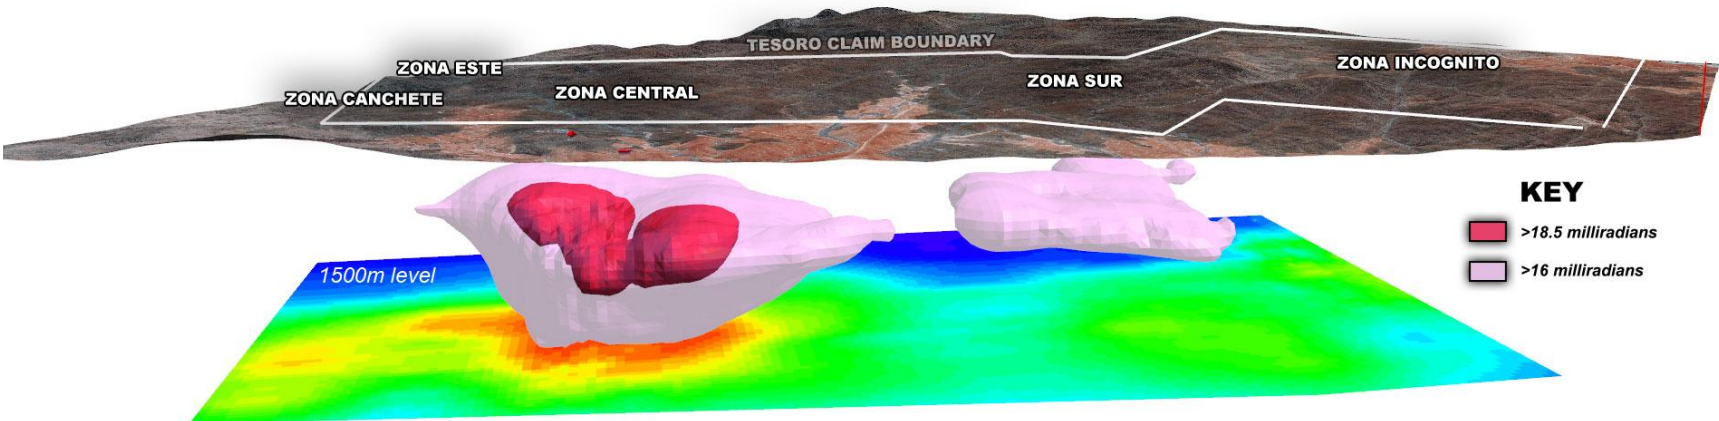 TESORO CLAIM BOUNDARY
ZONA ESTE
ZONA INCOGNITO
ZONA CANCHETE
ZONA CENTRAL
ZONA SUR
KEY
>18.5 milliradians
1500m level
>16 milliradians